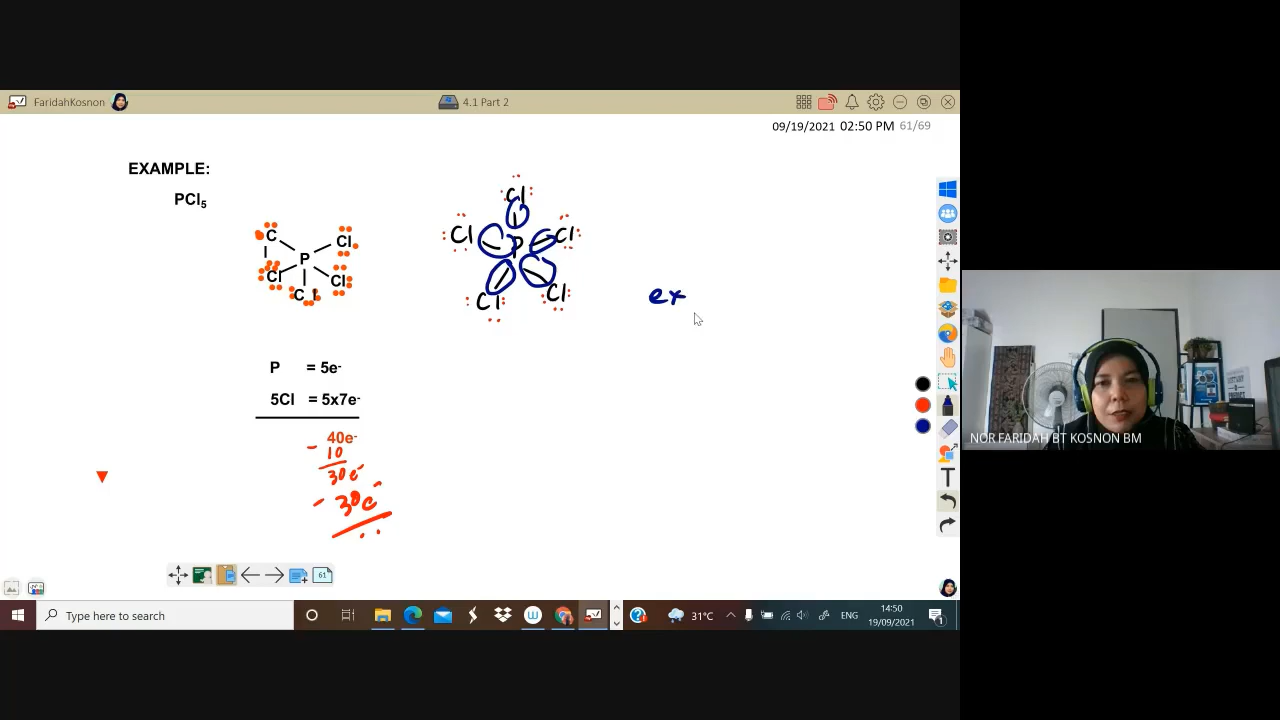 FaridahKosnon
4.1 Part 2
09/19/2021 02:50 PM 61/69
EXAMPLE:
PCl₅
C
Cl
P
Cl
Cl
C l
Cl
Cl
P
Cl
Cl
Cl
ex
P = 5e⁻
5Cl = 5x7e⁻
40e⁻
- 10
30e⁻
- 30e⁻
NOR FARIDAH BT KOSNON BM
T
61
Type here to search
31°C
ENG
14:50
19/09/2021
1